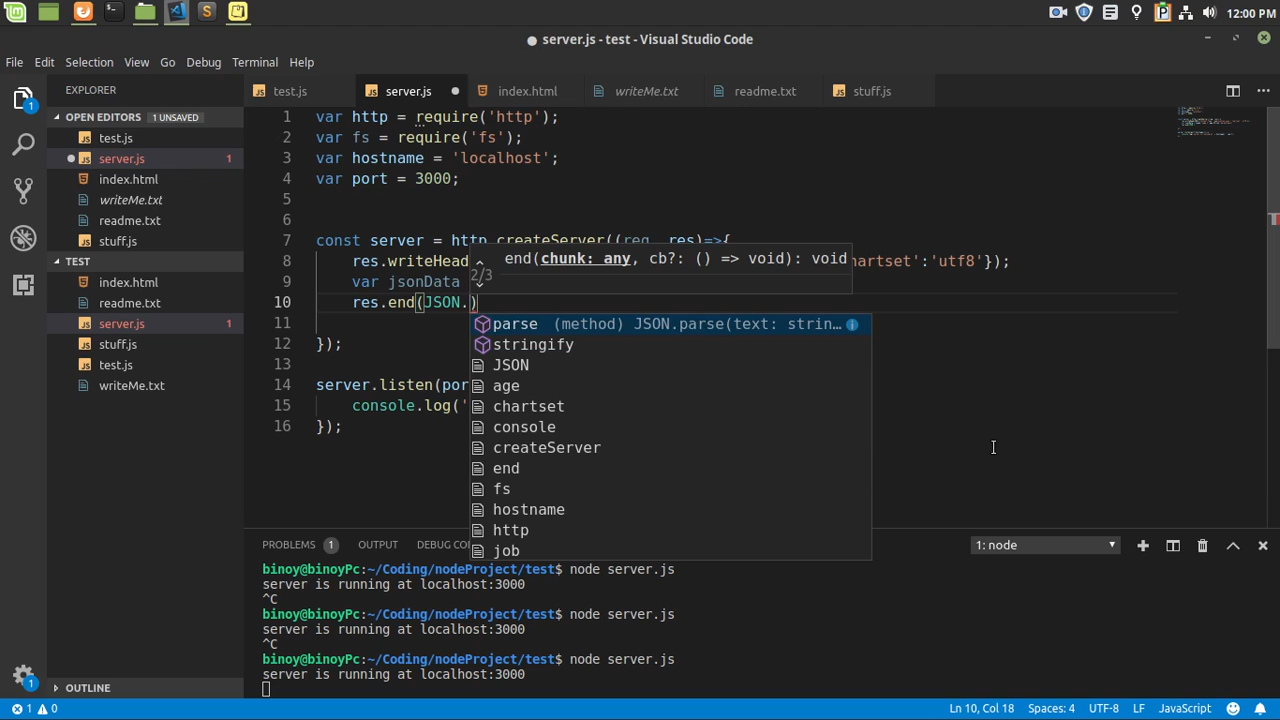 12:00 PM
server.js - test - Visual Studio Code
File Edit Selection View Go Debug Terminal Help
EXPLORER
test.js server.js index.html writeMe.txt readme.txt stuff.js
OPEN EDITORS 1 UNSAVED
test.js
server.js 1
index.html
writeMe.txt
readme.txt
stuff.js
TEST
index.html
readme.txt
server.js 1
stuff.js
test.js
writeMe.txt
OUTLINE
1 var http = require('http');
2 var fs = require('fs');
3 var hostname = 'localhost';
4 var port = 3000;
5
6
7 const server = http.createServer((req, res)=>{
8 res.writeHead hartset':'utf8'});
9 var jsonData
10 res.end(JSON.)
11
12 });
13
14 server.listen(por
15 console.log('
16 });
2/3 end(chunk: any, cb?: () => void): void
parse (method) JSON.parse(text: strin…
stringify
JSON
age
chartset
console
createServer
end
fs
hostname
http
job
PROBLEMS 1 OUTPUT DEBUG CO 1: node
binoy@binoyPc:~/Coding/nodeProject/test$ node server.js
server is running at localhost:3000
^C
binoy@binoyPc:~/Coding/nodeProject/test$ node server.js
server is running at localhost:3000
^C
binoy@binoyPc:~/Coding/nodeProject/test$ node server.js
server is running at localhost:3000
1 0 Ln 10, Col 18 Spaces: 4 UTF-8 LF JavaScript